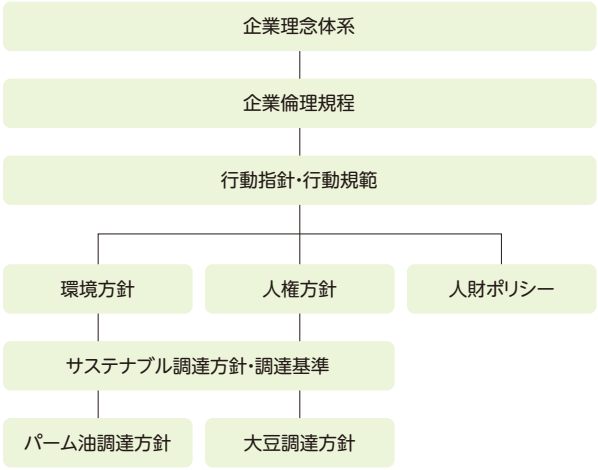 企業理念体系
企業倫理規程
行動指針・行動規範
環境方針
人権方針
人財ポリシー
サステナブル調達方針・調達基準
パーム油調達方針
大豆調達方針